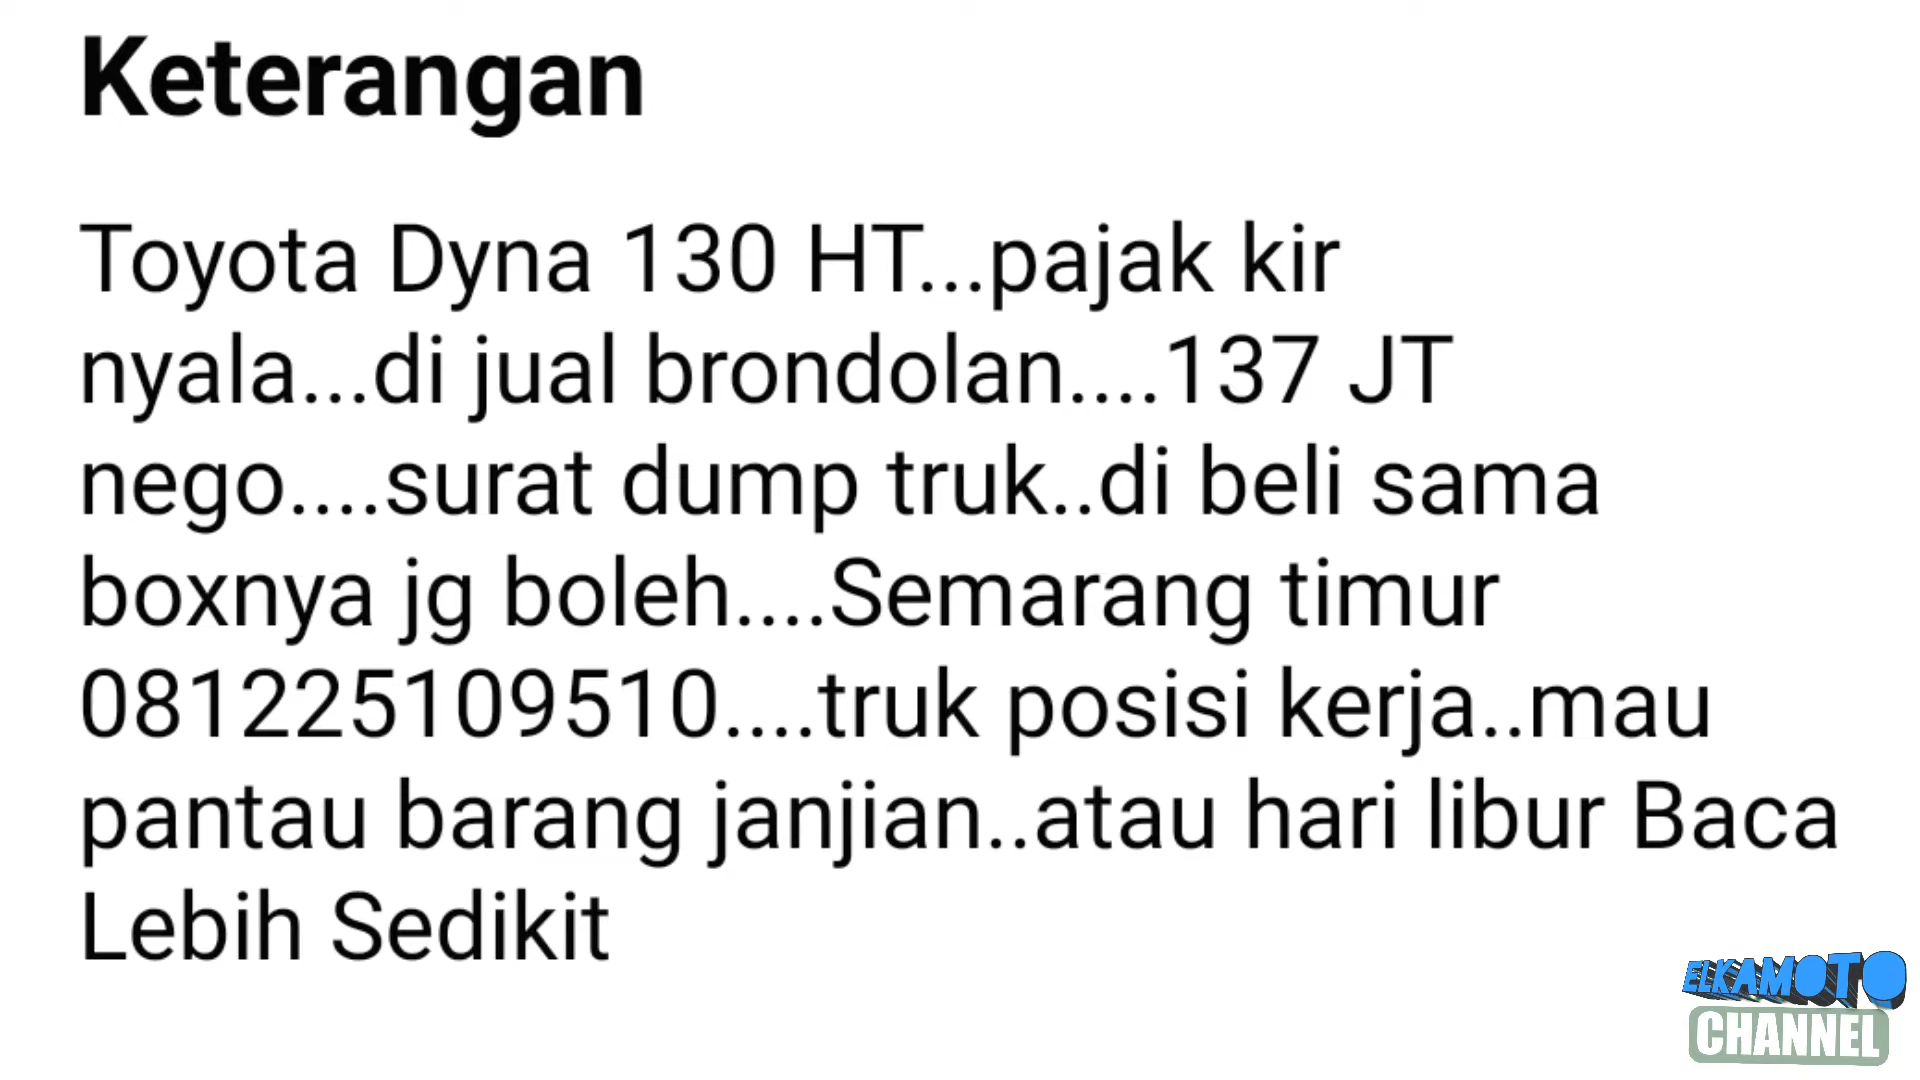 Keterangan
Toyota Dyna 130 HT...pajak kir
nyala...di jual brondolan....137 JT
nego....surat dump truk..di beli sama
boxnya jg boleh....Semarang timur
081225109510....truk posisi kerja..mau
pantau barang janjian..atau hari libur Baca
Lebih Sedikit
ELKAMOTO
CHANNEL